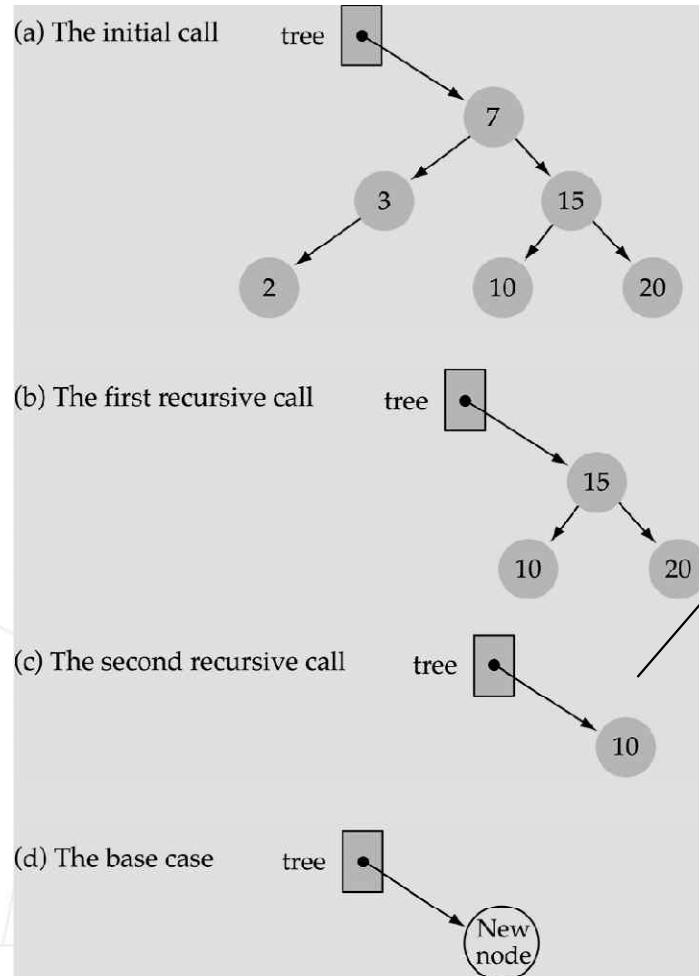 (a) The initial call
tree
7
3
15
2
10
20
(b) The first recursive call
tree
15
10
20
(c) The second recursive call
tree
10
(d) The base case
tree
New
node